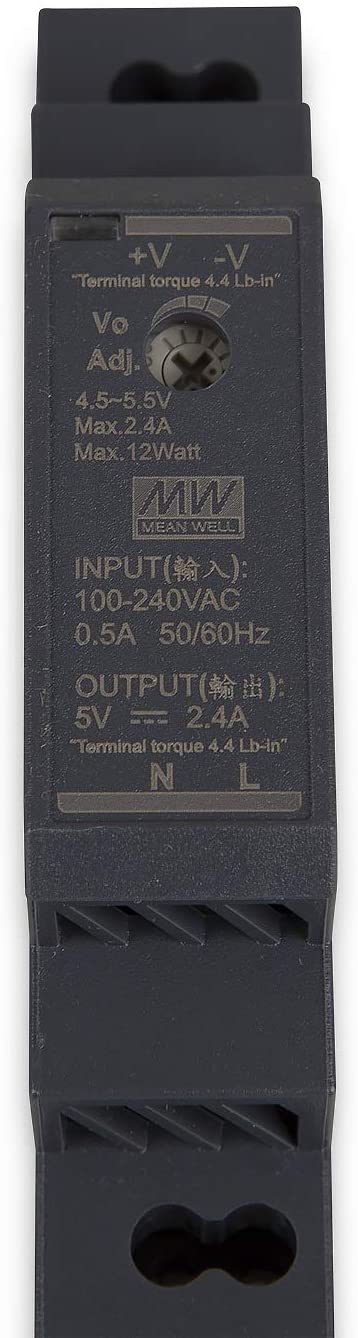 +V -V
"Terminal torque 4.4 Lb-in"
Vo
Adj.
4.5~5.5V
Max.2.4A
Max.12Watt
MW
MEAN WELL
INPUT(輸入):
100-240VAC
0.5A 50/60Hz
OUTPUT(輸出):
5V ⎓ 2.4A
"Terminal torque 4.4 Lb-in"
N L